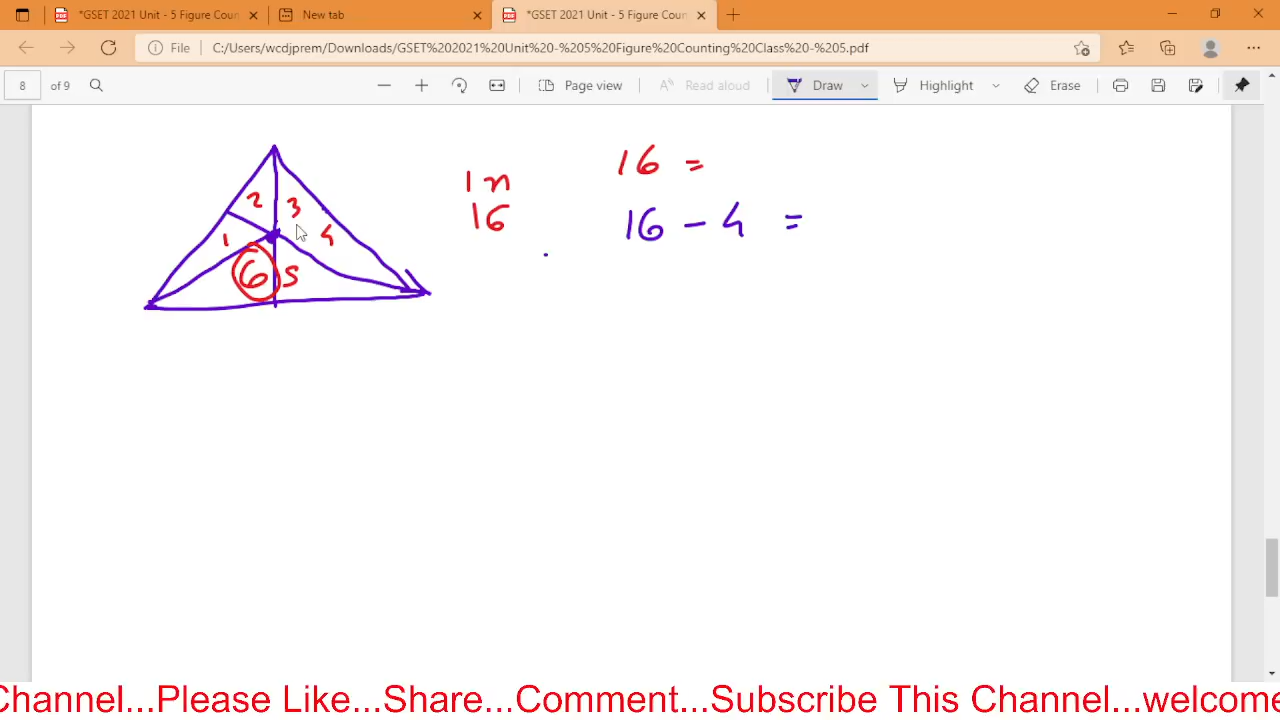 *GSET 2021 Unit - 5 Figure Coun
New tab
*GSET 2021 Unit - 5 Figure Coun
File C:/Users/wcdjprem/Downloads/GSET%202021%20Unit%20-%205%20Figure%20Counting%20Class%20-%205.pdf
8 of 9 Page view Read aloud Draw Highlight Erase
16 =
1n
2 3
16 16 - 4 =
1 4
6 5
Channel...Please Like...Share...Comment...Subscribe This Channel...welcome